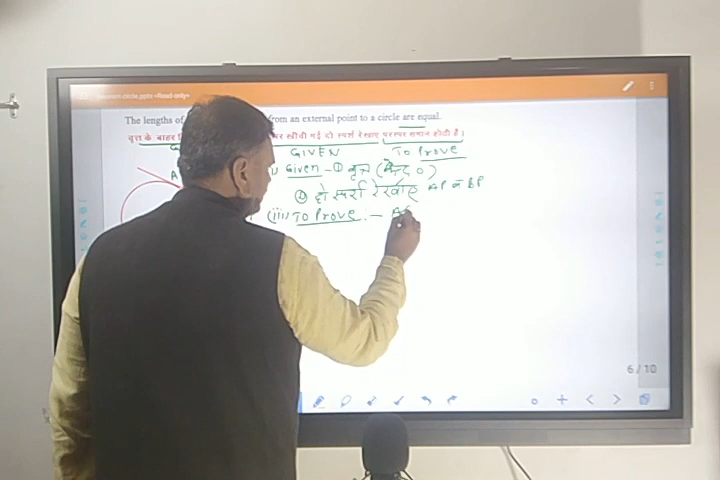 The lengths of from an external point to a circle are equal.
वृत्त के बाहर खींची गई दो स्पर्श रेखाएं परस्पर समान होती हैं।
GIVEN TO Prove
A Given - ① वृत्त (केन्द्र O)
② दो स्पर्श रेखाएं AP व BP
(ii) TO Prove. - A
6/10